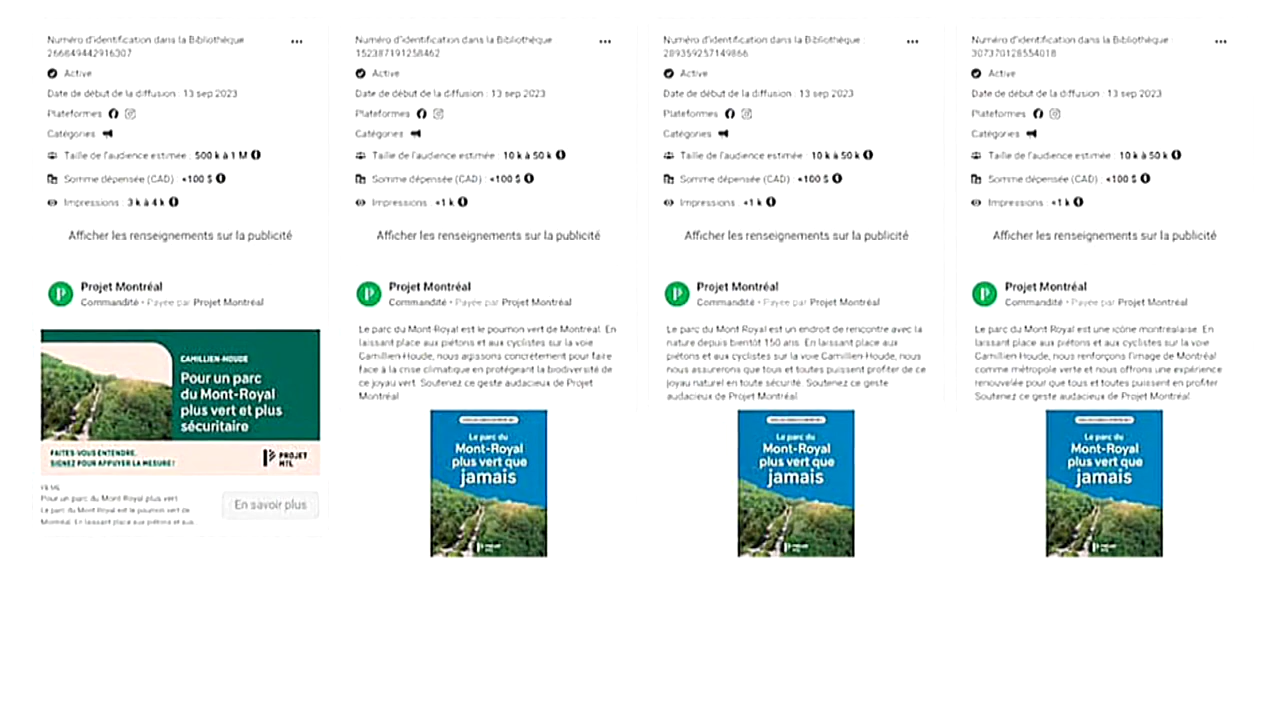 Numéro d'identification dans la Bibliothèque
266849442916307
Active
Date de début de la diffusion : 13 sep 2023
Plateformes
Catégories
Taille de l'audience estimée : 500 k à 1 M
Somme dépensée (CAD) : <100 $
Impressions : 3 k à 4 k
Afficher les renseignements sur la publicité
Projet Montréal
Commandité • Payée par Projet Montréal
CAMILLIEN-HOUDE
Pour un parc
du Mont-Royal
plus vert et plus
sécuritaire
FAITES-VOUS ENTENDRE.
SIGNEZ POUR APPUYER LA MESURE !
PROJET
MTL
Pour un parc du Mont Royal plus vert
Le parc du Mont Royal est le poumon vert de
Montréal. En laissant place aux piétons et aux
En savoir plus
Numéro d'identification dans la Bibliothèque
152387191258462
Active
Date de début de la diffusion : 13 sep 2023
Plateformes
Catégories
Taille de l'audience estimée : 10 k à 50 k
Somme dépensée (CAD) : <100 $
Impressions : <1 k
Afficher les renseignements sur la publicité
Projet Montréal
Commandité • Payée par Projet Montréal
Le parc du Mont-Royal est le poumon vert de Montréal. En
laissant place aux piétons et aux cyclistes sur la voie
Camillien-Houde, nous agissons concrètement pour faire
face à la crise climatique en protégeant la biodiversité de
ce joyau vert. Soutenez ce geste audacieux de Projet
Montréal
Le parc du
Mont-Royal
plus vert que
jamais
PROJET
MTL
Numéro d'identification dans la Bibliothèque :
289359257149866
Active
Date de début de la diffusion : 13 sep 2023
Plateformes
Catégories
Taille de l'audience estimée : 10 k à 50 k
Somme dépensée (CAD) : <100 $
Impressions : <1 k
Afficher les renseignements sur la publicité
Projet Montréal
Commandité • Payée par Projet Montréal
Le parc du Mont Royal est un endroit de rencontre avec la
nature depuis bientôt 150 ans. En laissant place aux
piétons et aux cyclistes sur la voie Camillien Houde, nous
nous assurerons que tous et toutes puissent profiter de ce
joyau naturel en toute sécurité. Soutenez ce geste
audacieux de Projet Montréal
Le parc du
Mont-Royal
plus vert que
jamais
PROJET
MTL
Numéro d'identification dans la Bibliothèque
307370128554018
Active
Date de début de la diffusion : 13 sep 2023
Plateformes
Catégories
Taille de l'audience estimée : 10 k à 50 k
Somme dépensée (CAD) : <100 $
Impressions : <1 k
Afficher les renseignements sur la publicité
Projet Montréal
Commandité • Payée par Projet Montréal
Le parc du Mont Royal est une icône montréalaise. En
laissant place aux piétons et aux cyclistes sur la voie
Camillien Houde, nous renforçons l'image de Montréal
comme métropole verte et nous offrons une expérience
renouvelée pour que tous et toutes puissent en profiter
Soutenez ce geste audacieux de Projet Montréal
Le parc du
Mont-Royal
plus vert que
jamais
PROJET
MTL